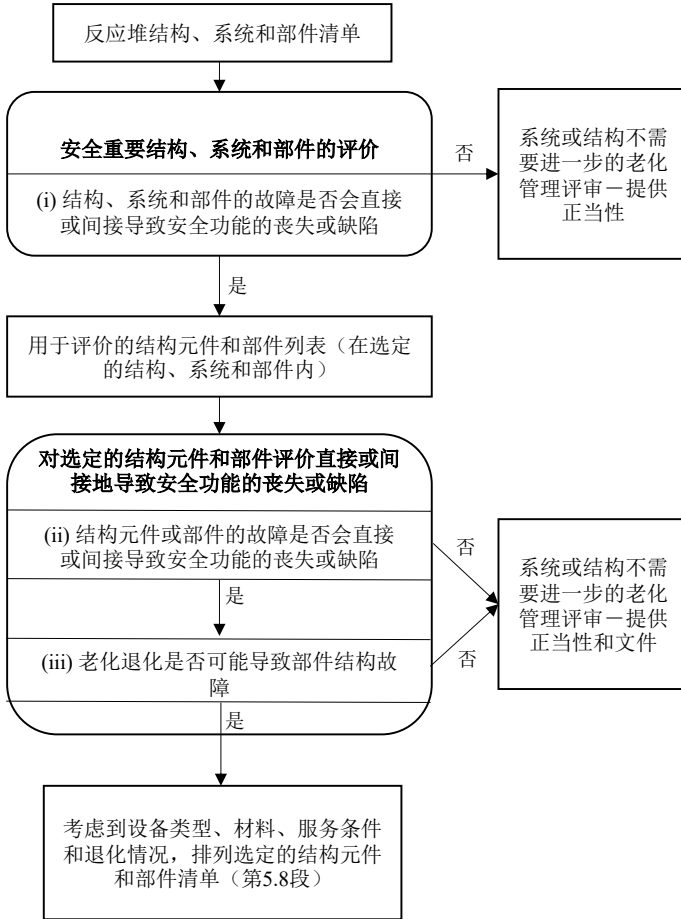 反应堆结构、系统和部件清单
安全重要结构、系统和部件的评价
(i) 结构、系统和部件的故障是否会直接
或间接导致安全功能的丧失或缺陷
否
系统或结构不需
要进一步的老化
管理评审－提供
正当性
是
用于评价的结构元件和部件列表（在选定
的结构、系统和部件内）
对选定的结构元件和部件评价直接或间
接地导致安全功能的丧失或缺陷
(ii) 结构元件或部件的故障是否会直接
或间接导致安全功能的丧失或缺陷
否
是
系统或结构不需
要进一步的老化
管理评审－提供
正当性和文件
(iii) 老化退化是否可能导致部件结构故
障
否
是
考虑到设备类型、材料、服务条件
和退化情况，排列选定的结构元件
和部件清单（第5.8段）